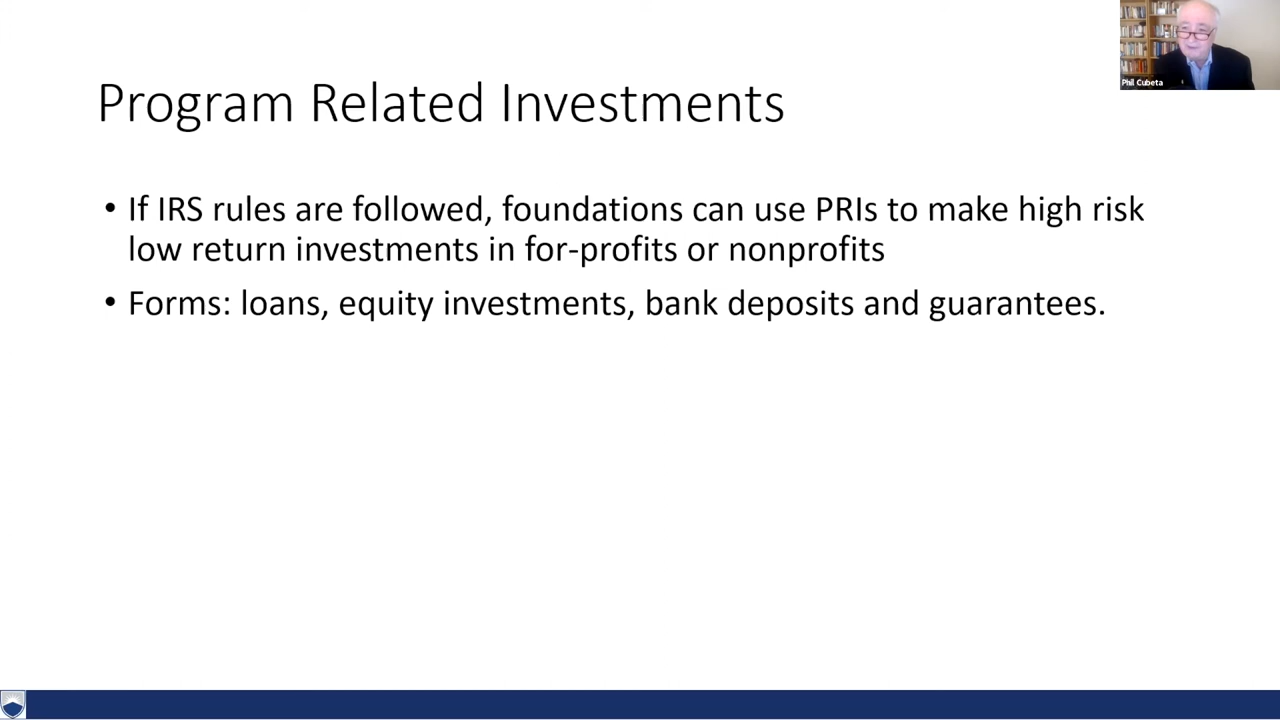 Phil Cubeta
Program Related Investments
• If IRS rules are followed, foundations can use PRIs to make high risk
low return investments in for-profits or nonprofits
• Forms: loans, equity investments, bank deposits and guarantees.